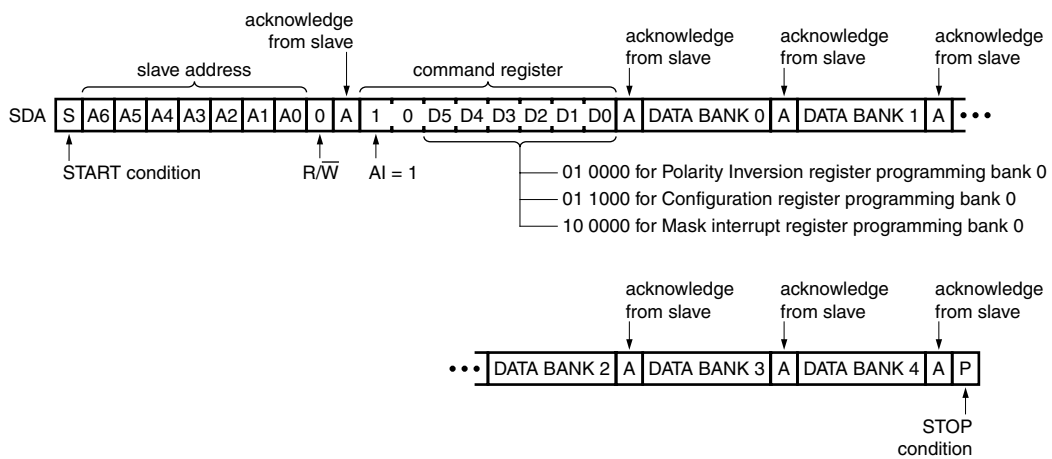 acknowledge
from slave
acknowledge
from slave
acknowledge
from slave
acknowledge
from slave
slave address
command register
SDA S A6 A5 A4 A3 A2 A1 A0 0 A 1 0 D5 D4 D3 D2 D1 D0 A DATA BANK 0 A DATA BANK 1 A •••
START condition
R/W̅
AI = 1
01 0000 for Polarity Inversion register programming bank 0
01 1000 for Configuration register programming bank 0
10 0000 for Mask interrupt register programming bank 0
acknowledge
from slave
acknowledge
from slave
acknowledge
from slave
••• DATA BANK 2 A DATA BANK 3 A DATA BANK 4 A P
STOP
condition